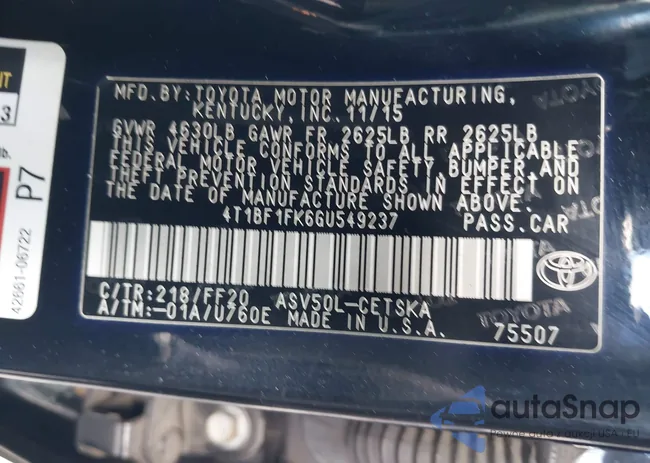 MFD. BY: TOYOTA MOTOR MANUFACTURING,
KENTUCKY, INC. 11/15
GVWR 4630LB GAWR FR 2625LB RR 2625LB
THIS VEHICLE CONFORMS TO ALL APPLICABLE
FEDERAL MOTOR VEHICLE SAFETY, BUMPER, AND
THEFT PREVENTION STANDARDS IN EFFECT ON
THE DATE OF MANUFACTURE SHOWN ABOVE.
4T1BF1FK6GU549237 PASS.CAR
C/TR:218/FF20 ASV50L-CETSKA
A/TM:-01A/U760E MADE IN U.S.A. 75507
TOYOTA
P7
42661-06722
autoSnap